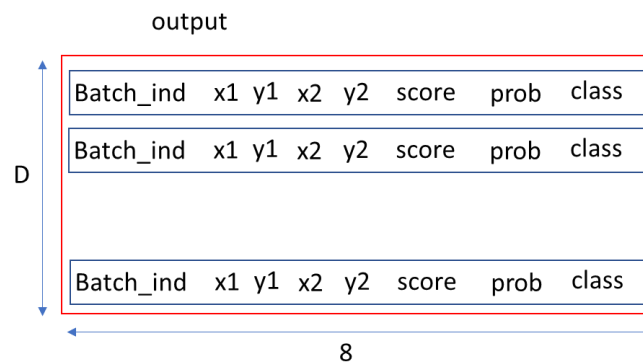 output
Batch_ind x1 y1 x2 y2 score prob class
Batch_ind x1 y1 x2 y2 score prob class
D
Batch_ind x1 y1 x2 y2 score prob class
8